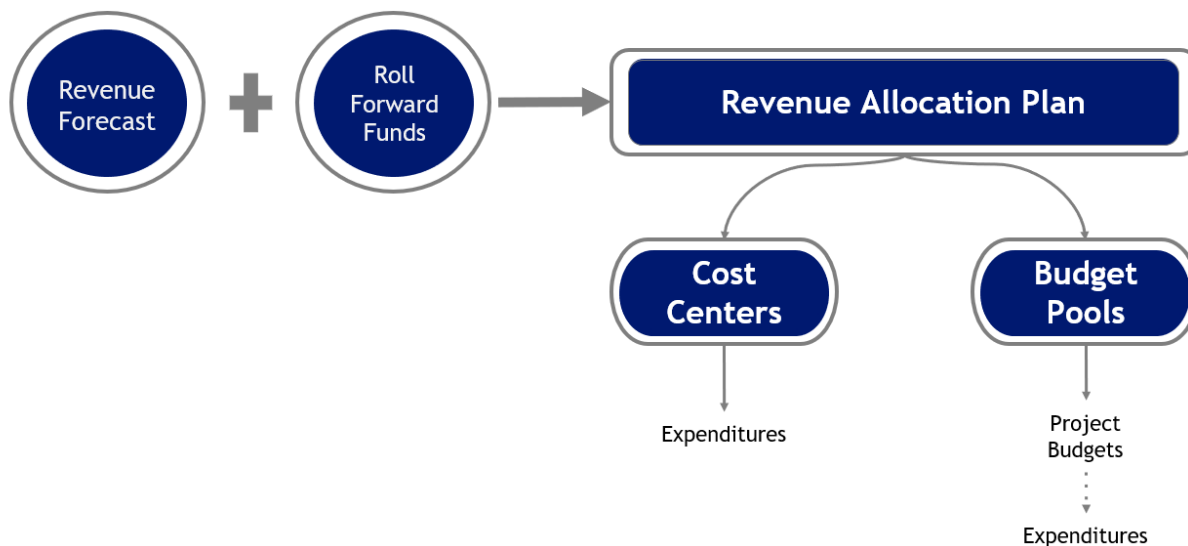 Revenue
Forecast
Roll
Forward
Funds
Revenue Allocation Plan
Cost
Centers
Budget
Pools
Expenditures
Project
Budgets
Expenditures